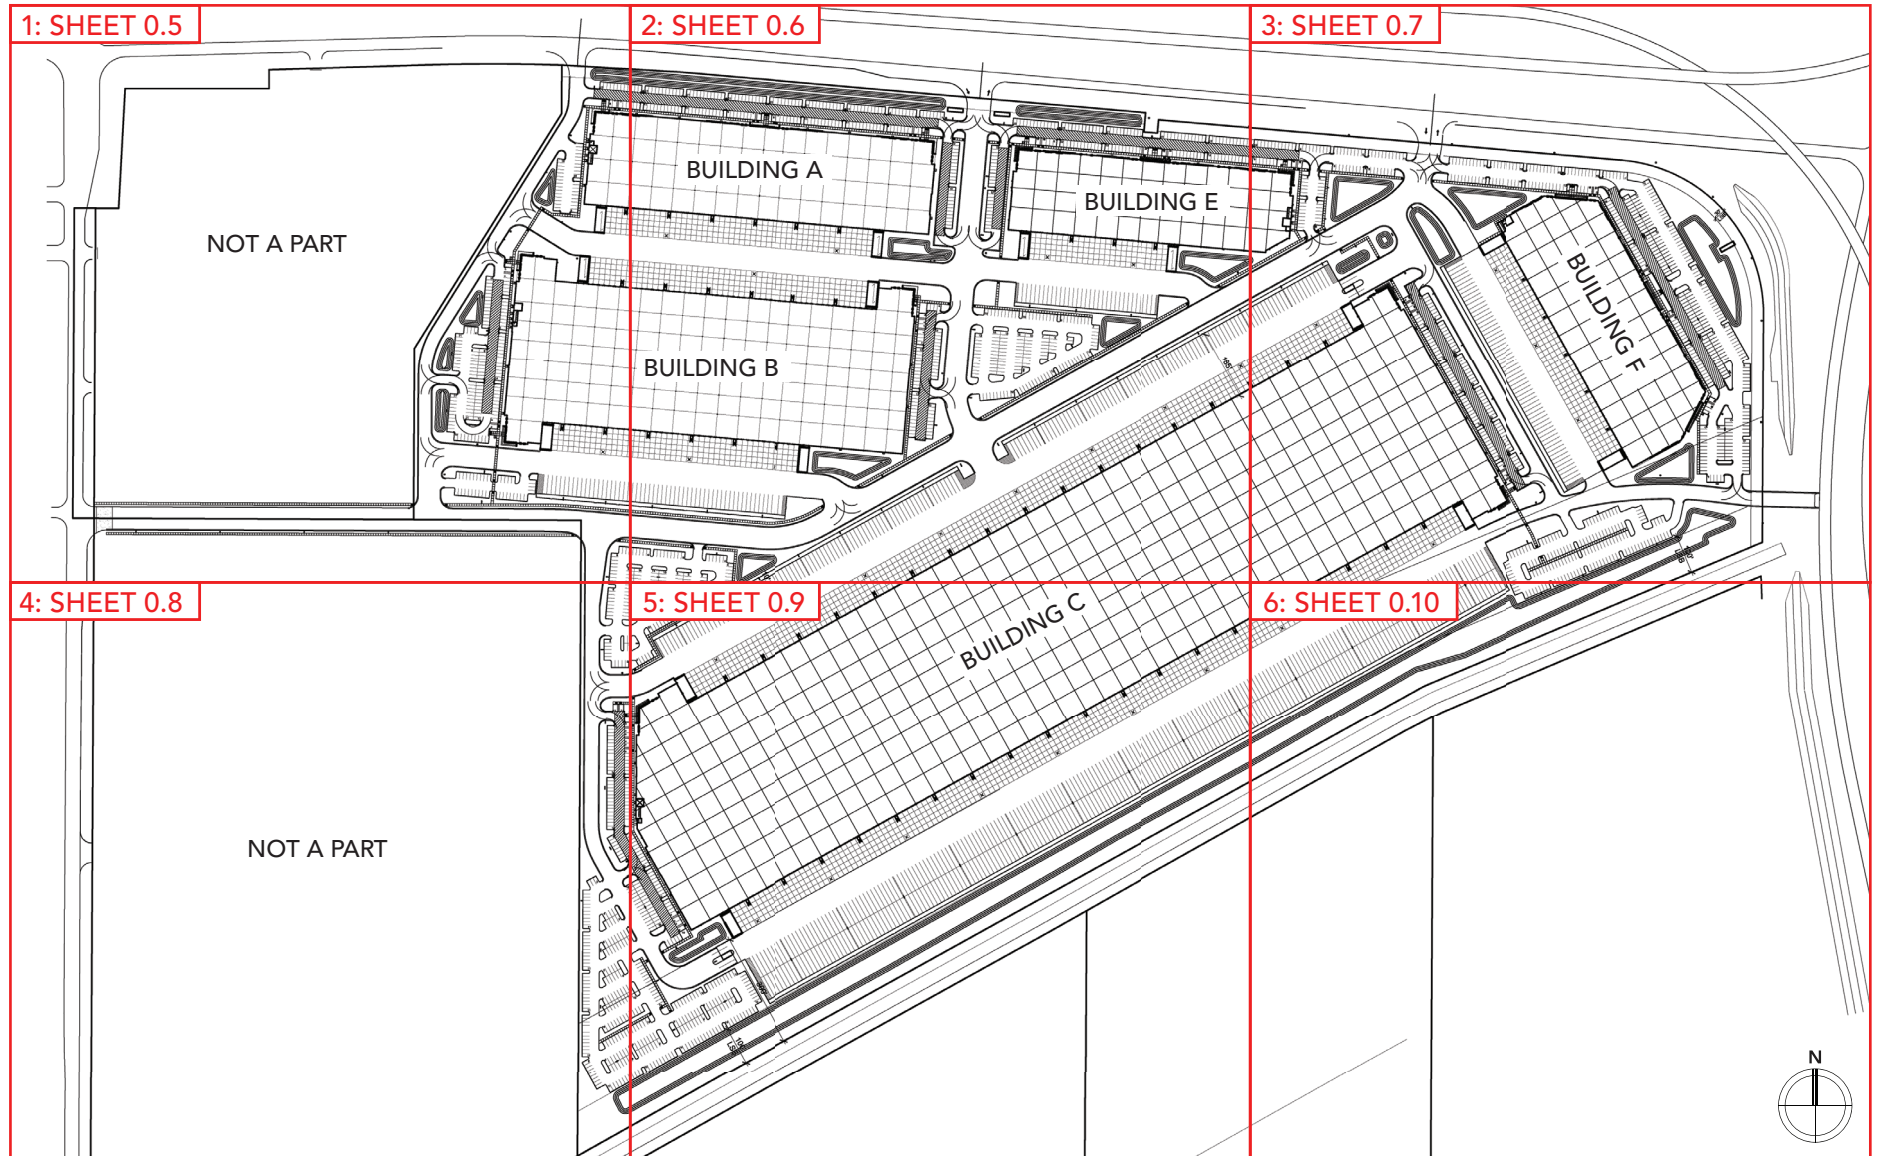 1: SHEET 0.5
2: SHEET 0.6
3: SHEET 0.7
BUILDING A
BUILDING E
NOT A PART
BUILDING F
BUILDING B
4: SHEET 0.8
5: SHEET 0.9
6: SHEET 0.10
BUILDING C
NOT A PART
N